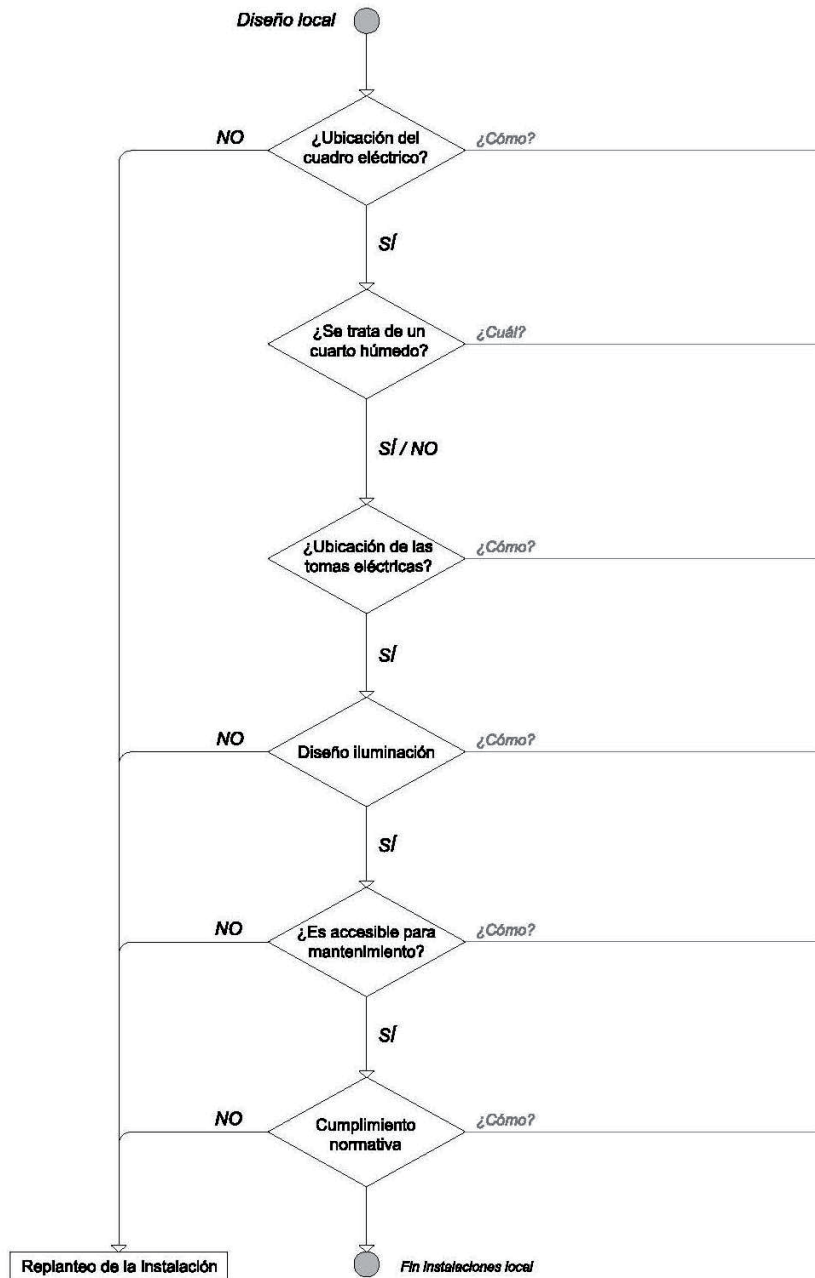 Diseño local
NO
¿Ubicación del
cuadro eléctrico?
¿Cómo?
SÍ
¿Se trata de un
cuarto húmedo?
¿Cuál?
SÍ / NO
¿Ubicación de las
tomas eléctricas?
¿Cómo?
SÍ
NO
Diseño iluminación
¿Cómo?
SÍ
NO
¿Es accesible para
mantenimiento?
¿Cómo?
SÍ
NO
Cumplimiento
normativa
¿Cómo?
Replanteo de la instalación
Fin instalaciones local